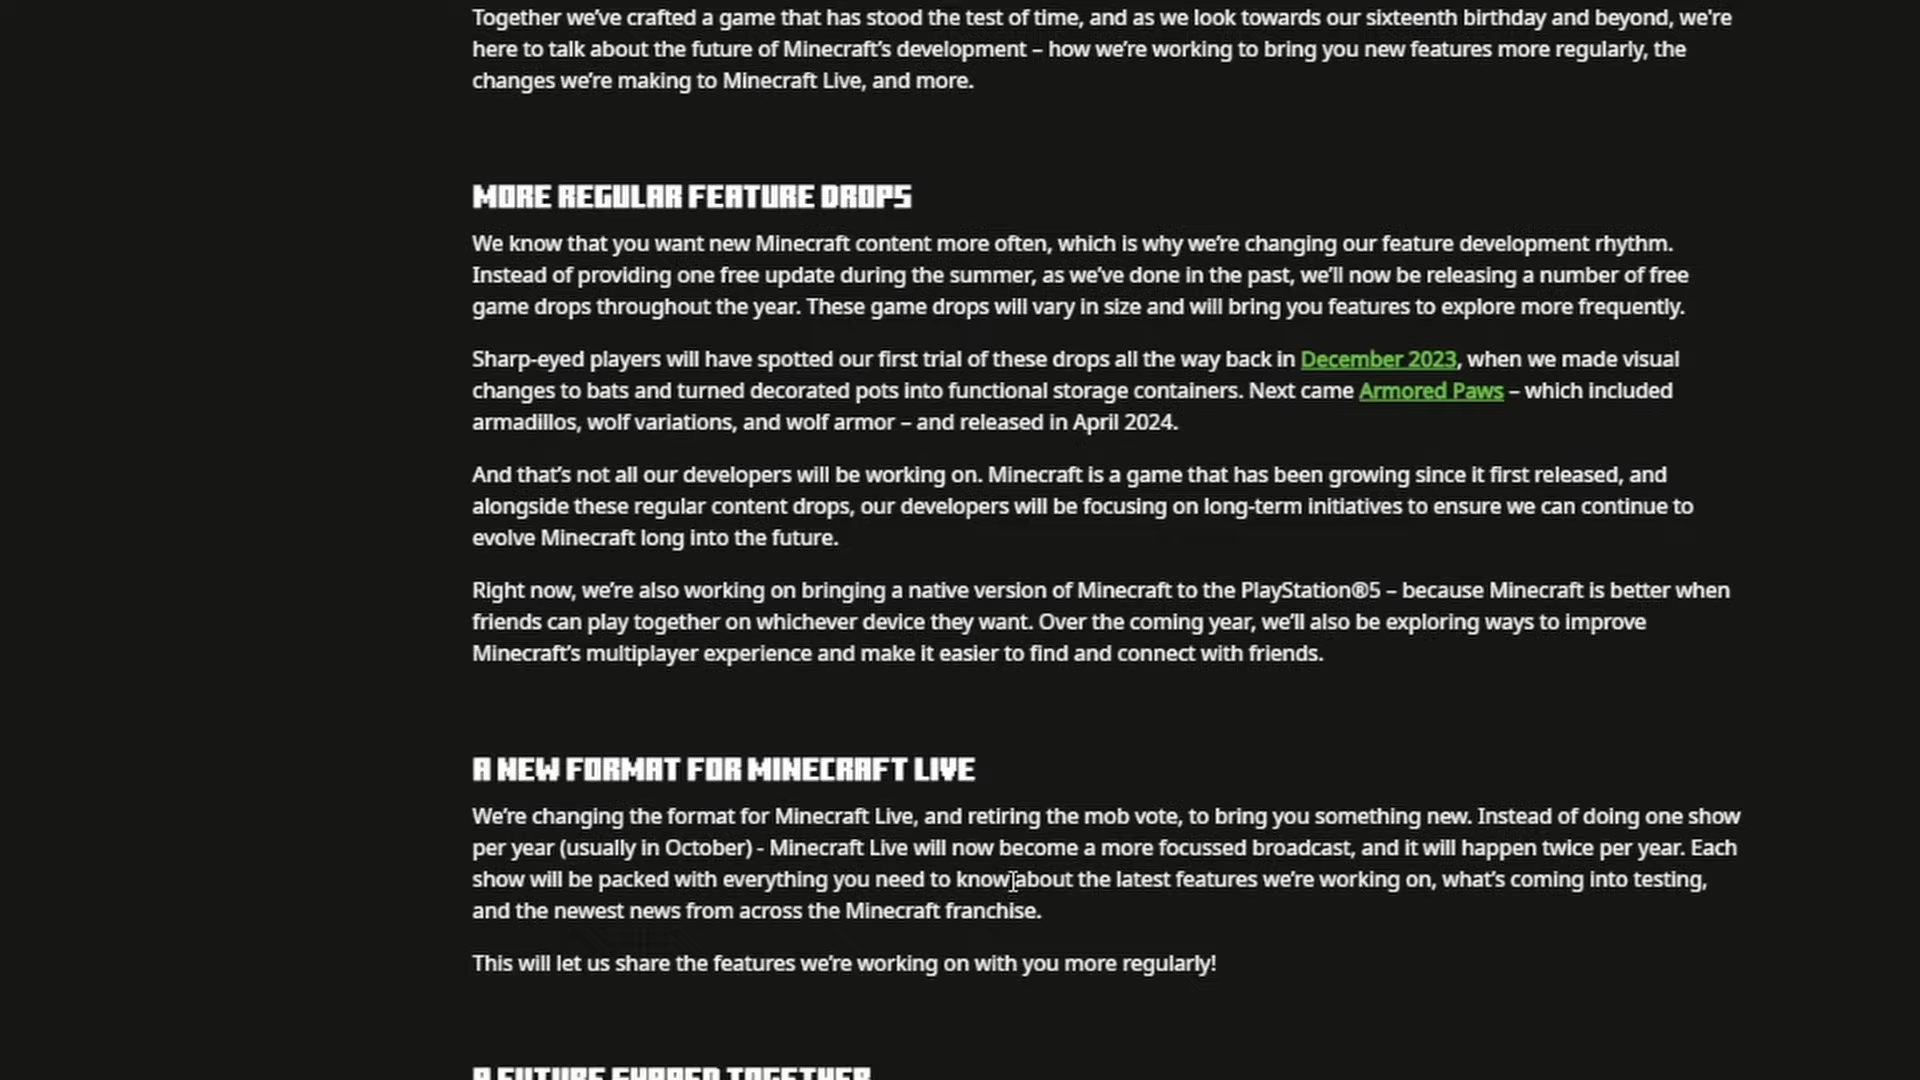 Together we've crafted a game that has stood the test of time, and as we look towards our sixteenth birthday and beyond, we're
here to talk about the future of Minecraft's development – how we're working to bring you new features more regularly, the
changes we're making to Minecraft Live, and more.
MORE REGULAR FEATURE DROPS
We know that you want new Minecraft content more often, which is why we're changing our feature development rhythm.
Instead of providing one free update during the summer, as we've done in the past, we'll now be releasing a number of free
game drops throughout the year. These game drops will vary in size and will bring you features to explore more frequently.
Sharp-eyed players will have spotted our first trial of these drops all the way back in December 2023, when we made visual
changes to bats and turned decorated pots into functional storage containers. Next came Armored Paws – which included
armadillos, wolf variations, and wolf armor – and released in April 2024.
And that's not all our developers will be working on. Minecraft is a game that has been growing since it first released, and
alongside these regular content drops, our developers will be focusing on long-term initiatives to ensure we can continue to
evolve Minecraft long into the future.
Right now, we're also working on bringing a native version of Minecraft to the PlayStation®5 – because Minecraft is better when
friends can play together on whichever device they want. Over the coming year, we'll also be exploring ways to improve
Minecraft's multiplayer experience and make it easier to find and connect with friends.
A NEW FORMAT FOR MINECRAFT LIVE
We're changing the format for Minecraft Live, and retiring the mob vote, to bring you something new. Instead of doing one show
per year (usually in October) - Minecraft Live will now become a more focussed broadcast, and it will happen twice per year. Each
show will be packed with everything you need to know about the latest features we're working on, what's coming into testing,
and the newest news from across the Minecraft franchise.
This will let us share the features we're working on with you more regularly!
A FUTURE SHARED TOGETHER